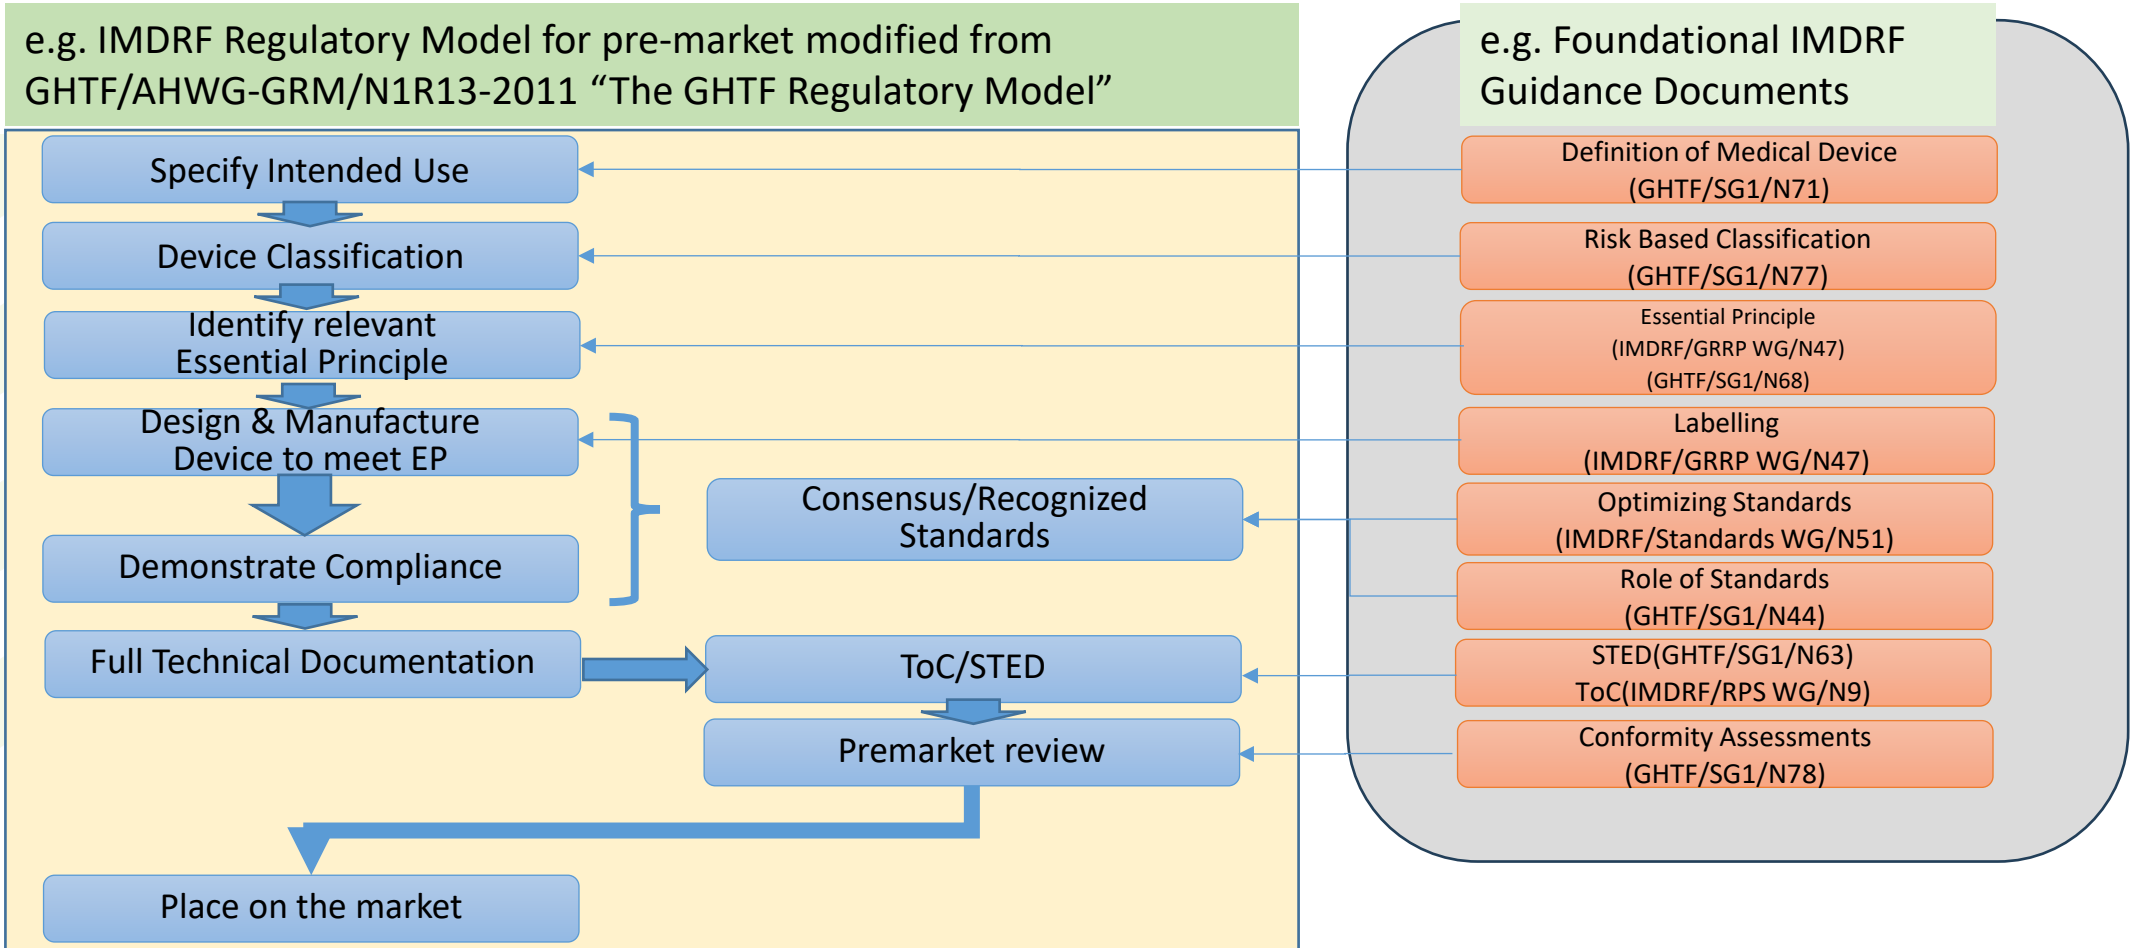 e.g. IMDRF Regulatory Model for pre-market modified from
GHTF/AHWG-GRM/N1R13-2011 “The GHTF Regulatory Model”
Specify Intended Use
Device Classification
Identify relevant
Essential Principle
Design & Manufacture
Device to meet EP
Demonstrate Compliance
Full Technical Documentation
Consensus/Recognized
Standards
ToC/STED
Premarket review
Place on the market
e.g. Foundational IMDRF
Guidance Documents
Definition of Medical Device
(GHTF/SG1/N71)
Risk Based Classification
(GHTF/SG1/N77)
Essential Principle
(IMDRF/GRRP WG/N47)
(GHTF/SG1/N68)
Labelling
(IMDRF/GRRP WG/N47)
Optimizing Standards
(IMDRF/Standards WG/N51)
Role of Standards
(GHTF/SG1/N44)
STED(GHTF/SG1/N63)
ToC(IMDRF/RPS WG/N9)
Conformity Assessments
(GHTF/SG1/N78)